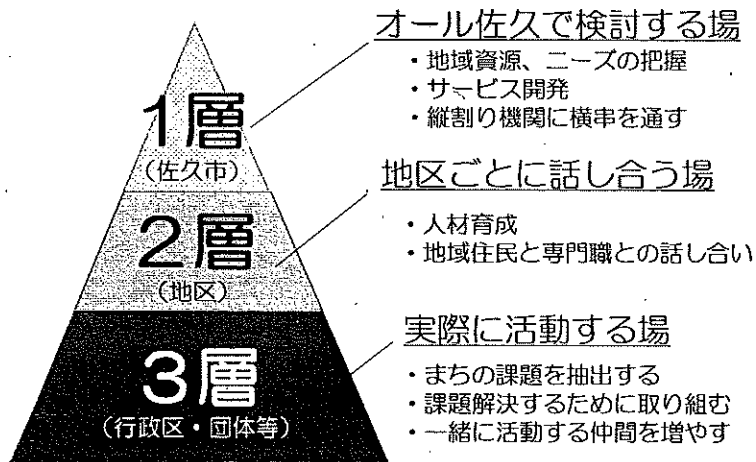 オール佐久で検討する場
・地域資源、ニーズの把握
・サービス開発
・縦割り機関に横串を通す
1層
(佐久市)
地区ごとに話し合う場
・人材育成
・地域住民と専門職との話し合い
2層
(地区)
実際に活動する場
・まちの課題を抽出する
・課題解決するために取り組む
・一緒に活動する仲間を増やす
3層
(行政区・団体等)